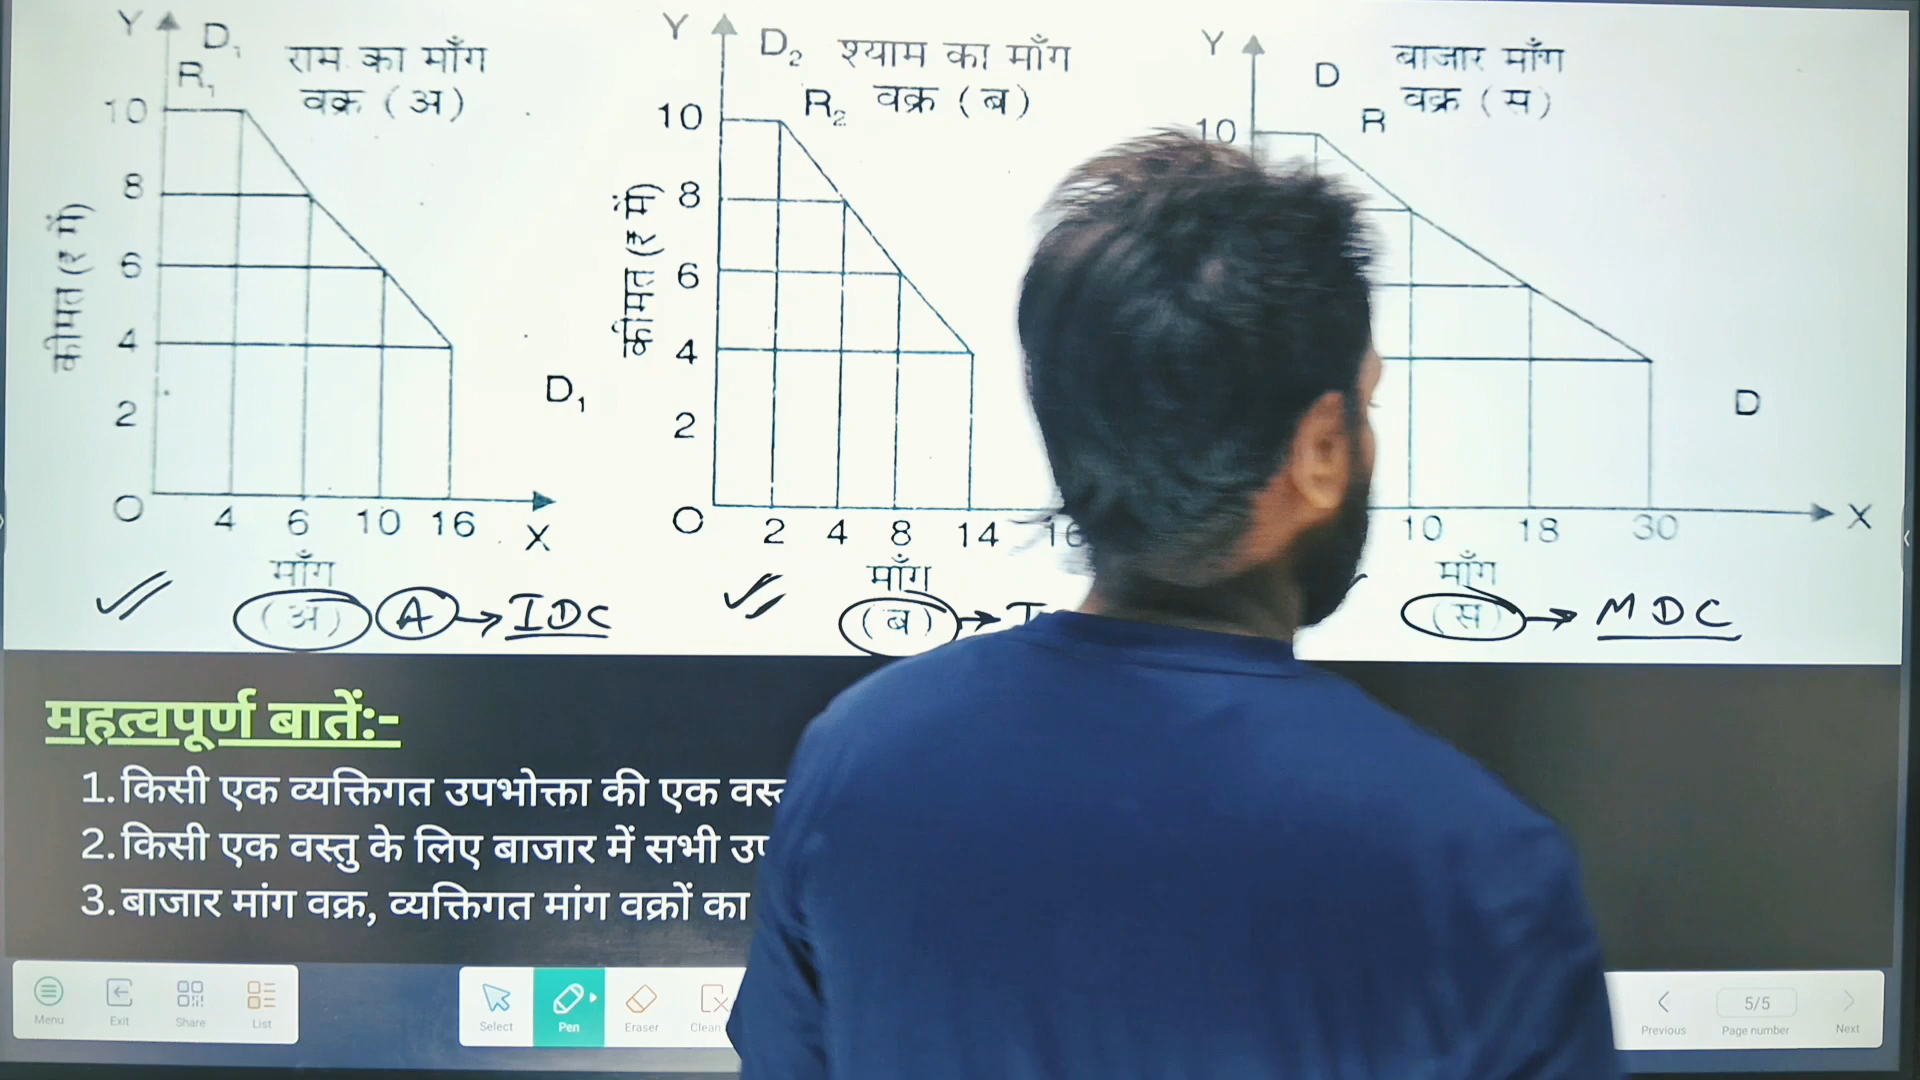 Y D₁ राम का माँग
R₁ वक्र (अ)
10
8
6
4
2
O 4 6 10 16 X
कीमत (₹ में)
D₁
माँग
(अ) A → IDC
Y D₂ श्याम का माँग
R₂ वक्र (ब)
10
8
6
4
2
O 2 4 8 14 16
कीमत (₹ में)
माँग
(ब) →
Y D बाजार माँग
R वक्र (स)
10
D
10 18 30 X
माँग
(स) → MDC
महत्वपूर्ण बातें:-
1. किसी एक व्यक्तिगत उपभोक्ता की एक
2. किसी एक वस्तु के लिए बाजार में सभी
3. बाजार मांग वक्र, व्यक्तिगत मांग वक्रों का
Menu Exit Share List Select Pen Eraser Clean Previous 5/5 Page number Next